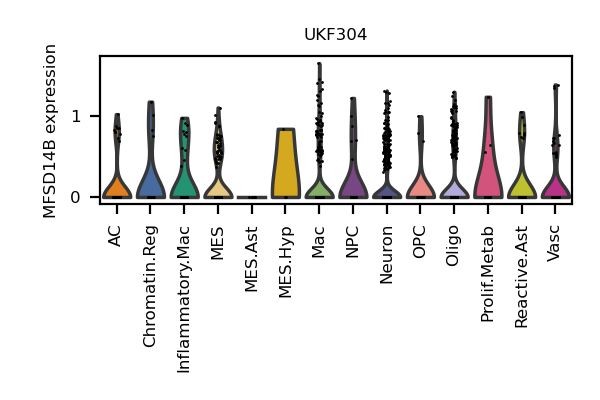 UKF304
MFSD14B expression
1
0
AC
Chromatin.Reg
Inflammatory.Mac
MES
MES.Ast
MES.Hyp
Mac
NPC
Neuron
OPC
Oligo
Prolif.Metab
Reactive.Ast
Vasc